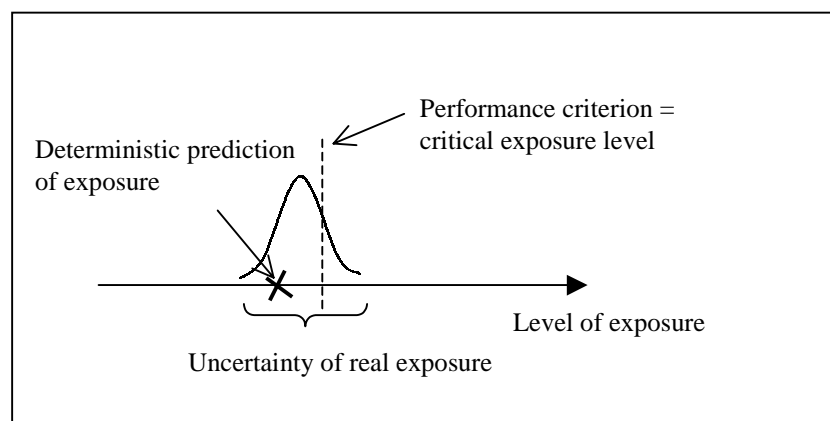 Performance criterion =
critical exposure level
Deterministic prediction
of exposure
Level of exposure
Uncertainty of real exposure